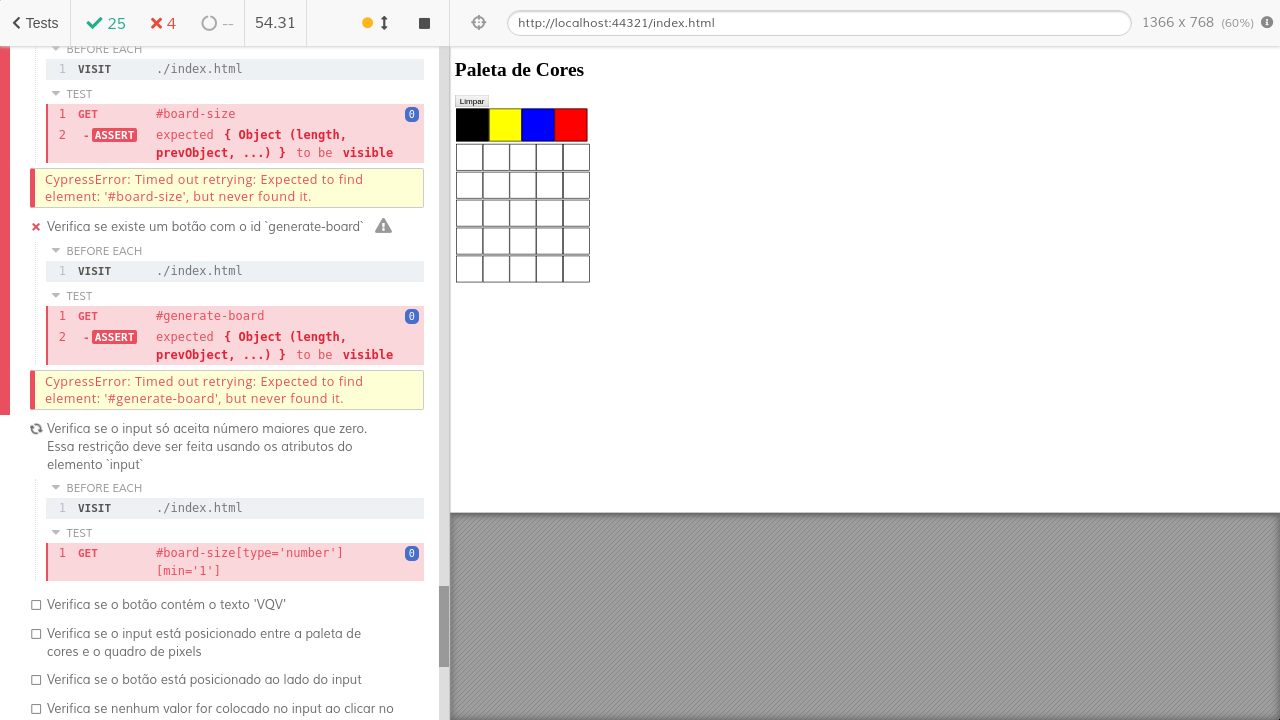 Tests 25 4 -- 54.31
http://localhost:44321/index.html 1366 x 768 (60%)
BEFORE EACH
1 VISIT ./index.html
TEST
1 GET #board-size 0
2 -ASSERT expected { Object (length,
prevObject, ...) } to be visible
CypressError: Timed out retrying: Expected to find
element: '#board-size', but never found it.
Verifica se existe um botão com o id `generate-board`
BEFORE EACH
1 VISIT ./index.html
TEST
1 GET #generate-board 0
2 -ASSERT expected { Object (length,
prevObject, ...) } to be visible
CypressError: Timed out retrying: Expected to find
element: '#generate-board', but never found it.
Verifica se o input só aceita número maiores que zero.
Essa restrição deve ser feita usando os atributos do
elemento `input`
BEFORE EACH
1 VISIT ./index.html
TEST
1 GET #board-size[type='number'] 0
[min='1']
Verifica se o botão contém o texto 'VQV'
Verifica se o input está posicionado entre a paleta de
cores e o quadro de pixels
Verifica se o botão está posicionado ao lado do input
Verifica se nenhum valor for colocado no input ao clicar no
Paleta de Cores
Limpar